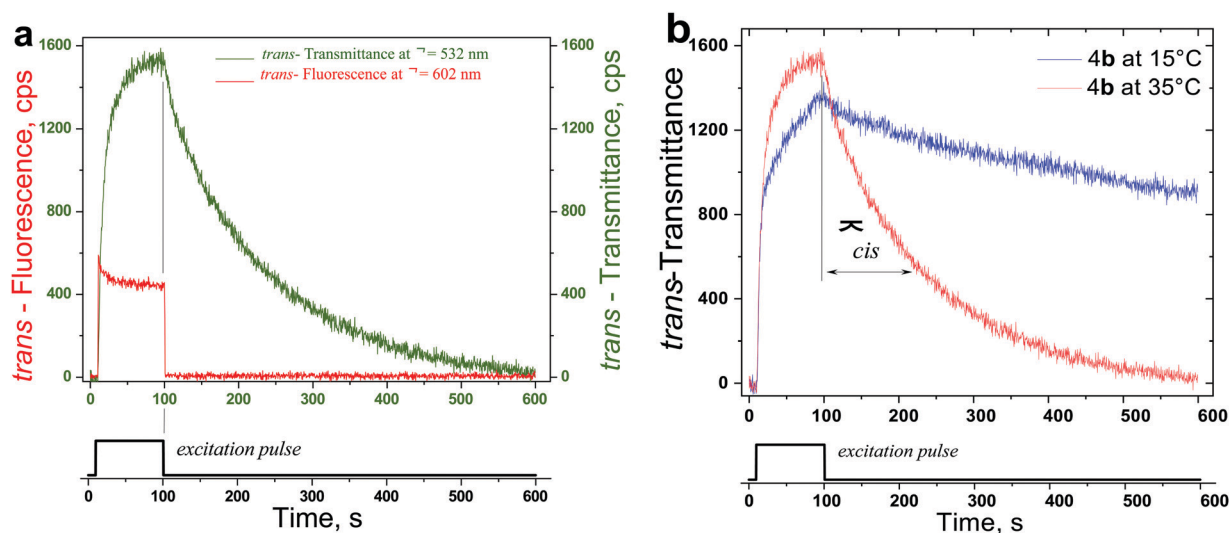 a
trans- Transmittance at ¬ = 532 nm
trans- Fluorescence at ¬ = 602 nm
trans - Fluorescence, cps
trans - Transmittance, cps
1600
1200
800
400
0
1600
1200
800
400
0
0 100 200 300 400 500 600
excitation pulse
0 100 200 300 400 500 600
Time, s
b
4b at 15°C
4b at 35°C
trans-Transmittance
1600
1200
800
400
0
cis
0 100 200 300 400 500 600
excitation pulse
0 100 200 300 400 500 600
Time, s